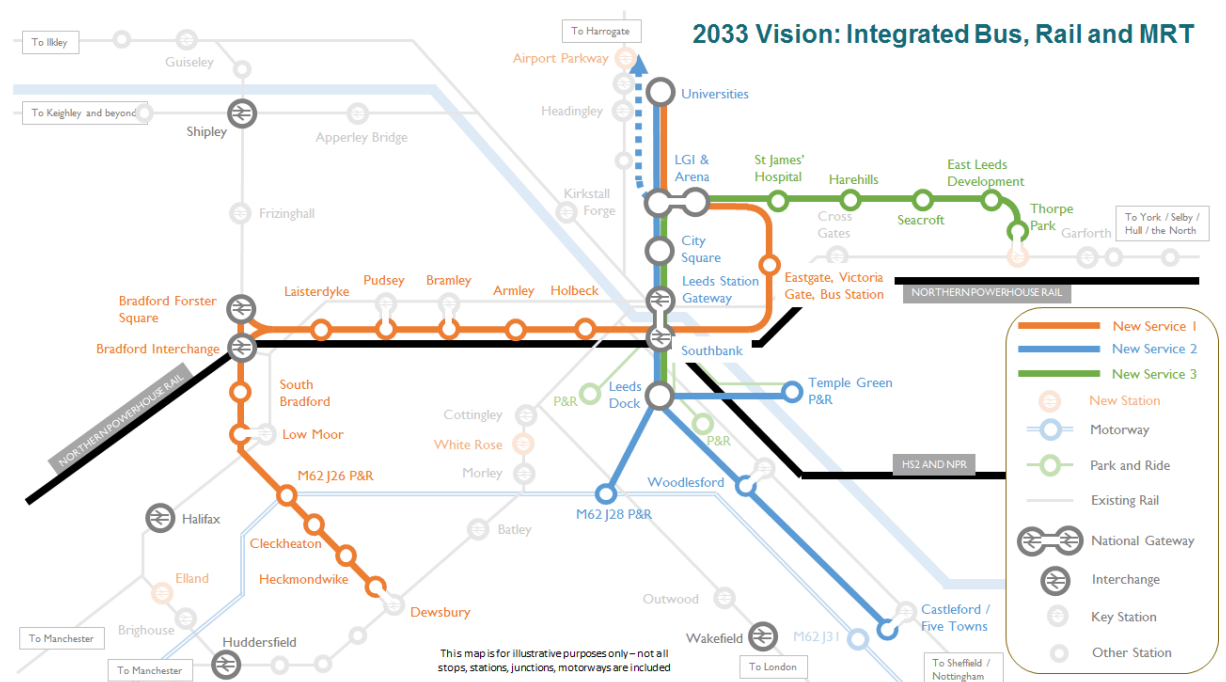 2033 Vision: Integrated Bus, Rail and MRT
To Harrogate
To Ilkley
Guiseley
Airport Parkway
Universities
To Keighley and beyond
Headingley
Shipley
Apperley Bridge
LGI &
Arena
St James'
Hospital
Harehills
East Leeds
Development
Kirkstall
Forge
Frizinghall
Seacroft
Thorpe
Park
Cross
Gates
Garforth
To York / Selby /
Hull / the North
City
Square
Leeds Station
Gateway
Eastgate, Victoria
Gate, Bus Station
NORTHERN POWERHOUSE RAIL
Bradford Forster
Square
Laisterdyke
Pudsey
Bramley
Armley
Holbeck
Bradford Interchange
Southbank
NORTHERN POWERHOUSE RAIL
South
Bradford
Low Moor
Leeds
Dock
P&R
Temple Green
P&R
P&R
Cottingley
White Rose
Morley
HS2 AND NPR
M62 J26 P&R
Woodlesford
M62 J28 P&R
Halifax
Batley
Cleckheaton
Heckmondwike
Elland
Dewsbury
Brighouse
Outwood
Castleford /
Five Towns
To Manchester
Huddersfield
Wakefield
M62 J31
To Manchester
This map is for illustrative purposes only – not all
stops, stations, junctions, motorways are included
To London
To Sheffield /
Nottingham
New Service 1
New Service 2
New Service 3
New Station
Motorway
Park and Ride
Existing Rail
National Gateway
Interchange
Key Station
Other Station